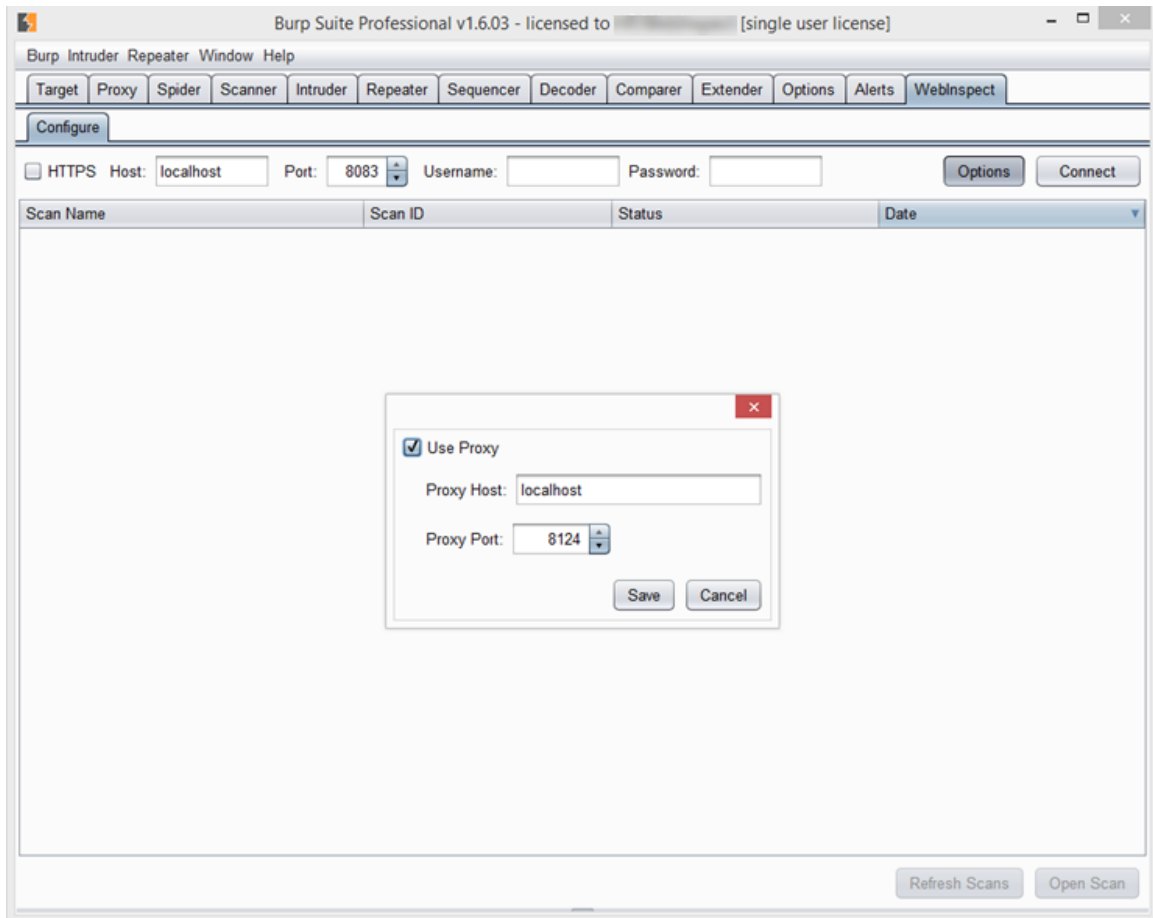 Burp Suite Professional v1.6.03 - licensed to [single user license]
Burp Intruder Repeater Window Help
Target Proxy Spider Scanner Intruder Repeater Sequencer Decoder Comparer Extender Options Alerts WebInspect
Configure
HTTPS Host: localhost Port: 8083 Username: Password: Options Connect
Scan Name Scan ID Status Date
Use Proxy
Proxy Host: localhost
Proxy Port: 8124
Save Cancel
Refresh Scans Open Scan